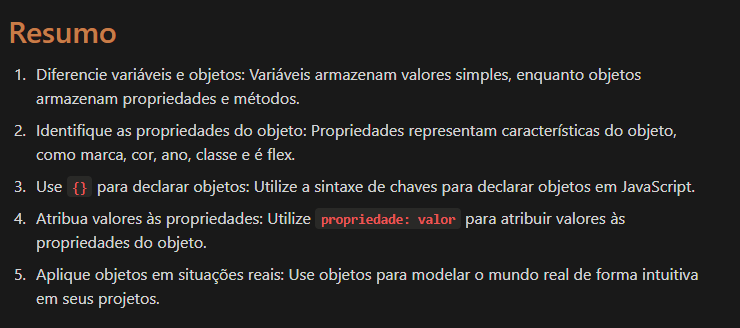 Resumo
1. Diferencie variáveis e objetos: Variáveis armazenam valores simples, enquanto objetos
armazenam propriedades e métodos.
2. Identifique as propriedades do objeto: Propriedades representam características do objeto,
como marca, cor, ano, classe e é flex.
3. Use {} para declarar objetos: Utilize a sintaxe de chaves para declarar objetos em JavaScript.
4. Atribua valores às propriedades: Utilize propriedade: valor para atribuir valores às
propriedades do objeto.
5. Aplique objetos em situações reais: Use objetos para modelar o mundo real de forma intuitiva
em seus projetos.